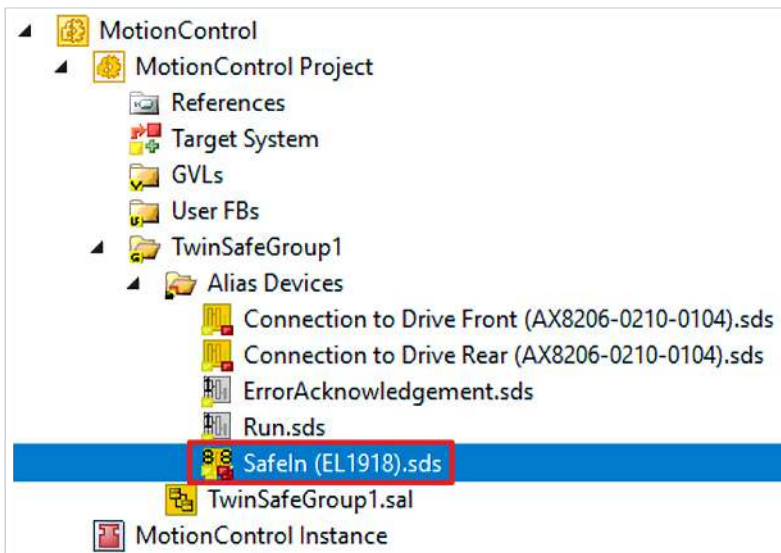 MotionControl
MotionControl Project
References
Target System
GVLs
User FBs
TwinSafeGroup1
Alias Devices
Connection to Drive Front (AX8206-0210-0104).sds
Connection to Drive Rear (AX8206-0210-0104).sds
ErrorAcknowledgement.sds
Run.sds
SafeIn (EL1918).sds
TwinSafeGroup1.sal
MotionControl Instance